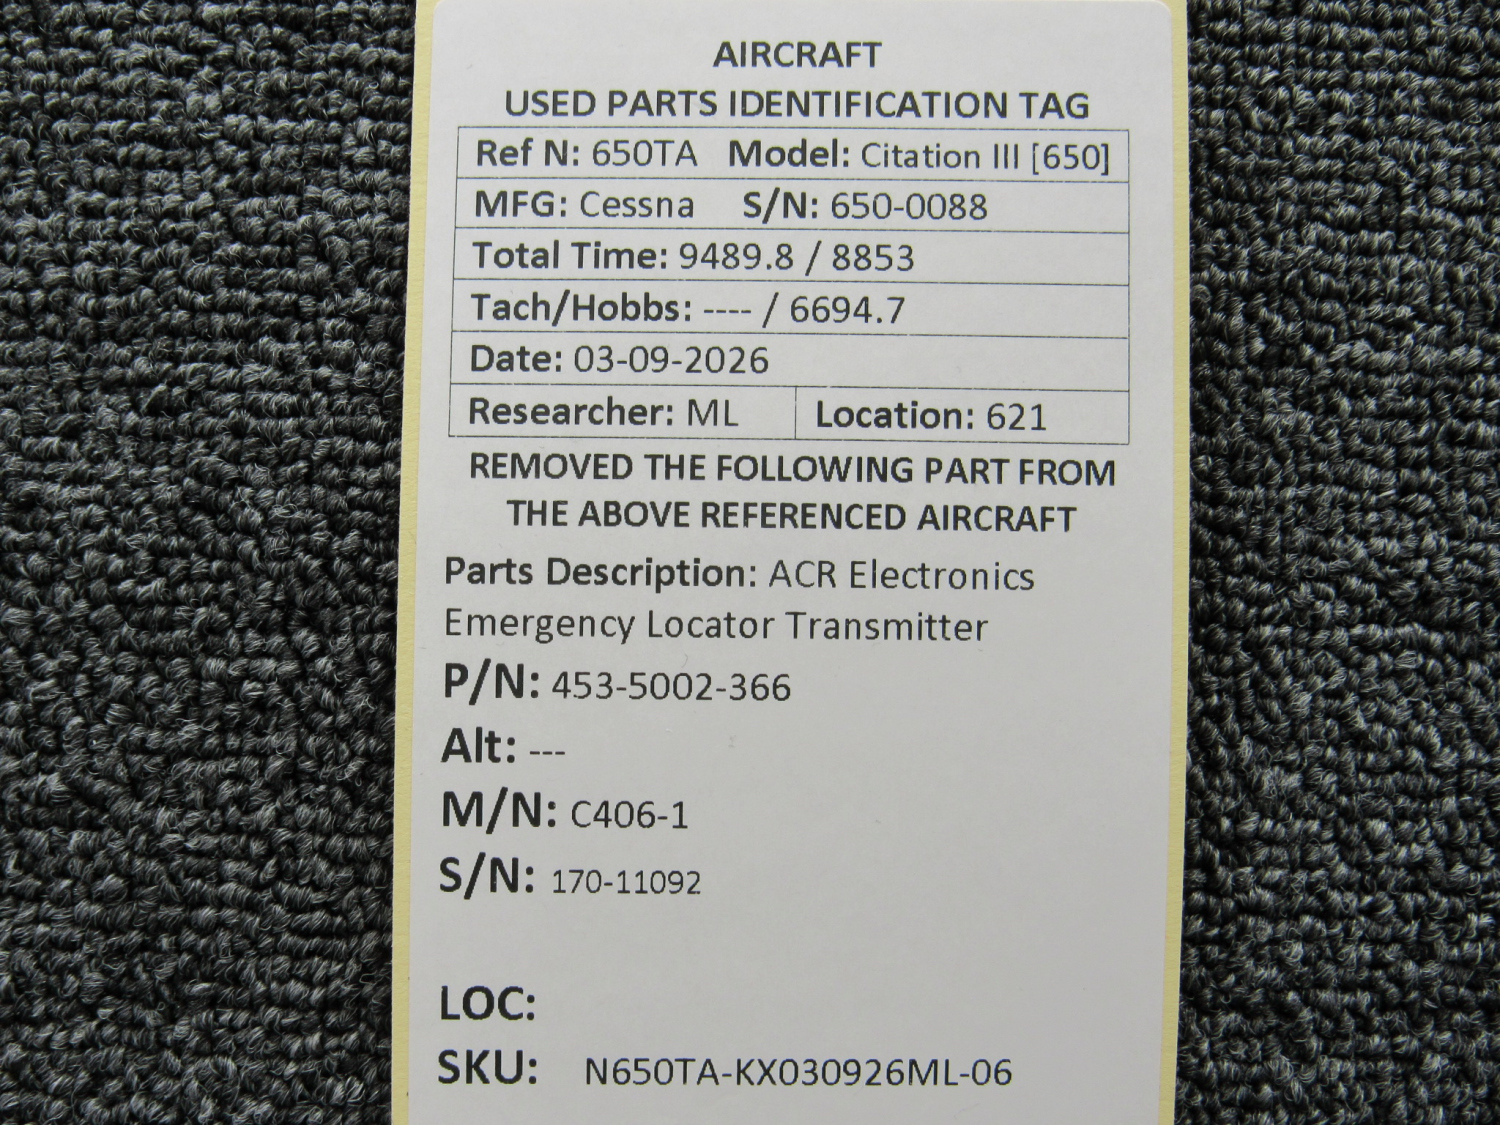 AIRCRAFT
USED PARTS IDENTIFICATION TAG
Ref N: 650TA Model: Citation III [650]
MFG: Cessna S/N: 650-0088
Total Time: 9489.8 / 8853
Tach/Hobbs: ---- / 6694.7
Date: 03-09-2026
Researcher: ML Location: 621
REMOVED THE FOLLOWING PART FROM
THE ABOVE REFERENCED AIRCRAFT
Parts Description: ACR Electronics
Emergency Locator Transmitter
P/N: 453-5002-366
Alt: ---
M/N: C406-1
S/N: 170-11092
LOC:
SKU: N650TA-KX030926ML-06